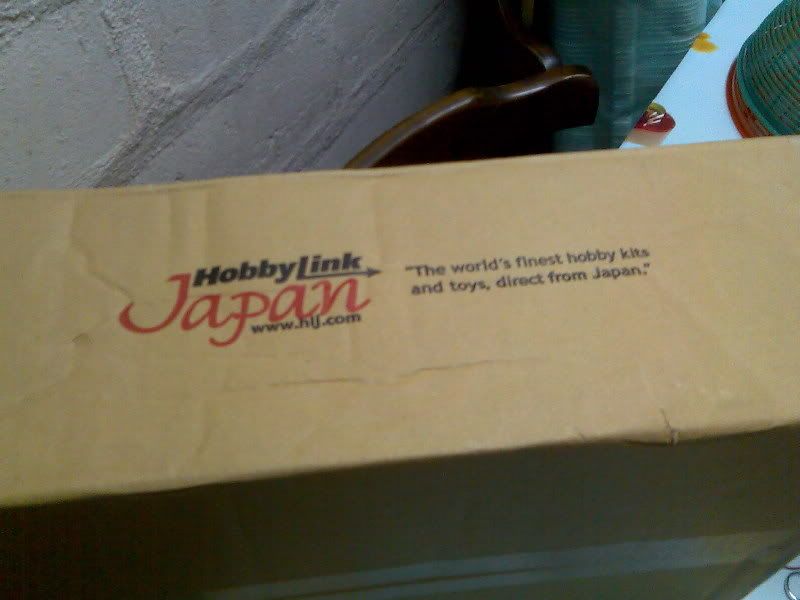 HobbyLink
Japan
www.hlj.com
"The world's finest hobby kits
and toys, direct from Japan."